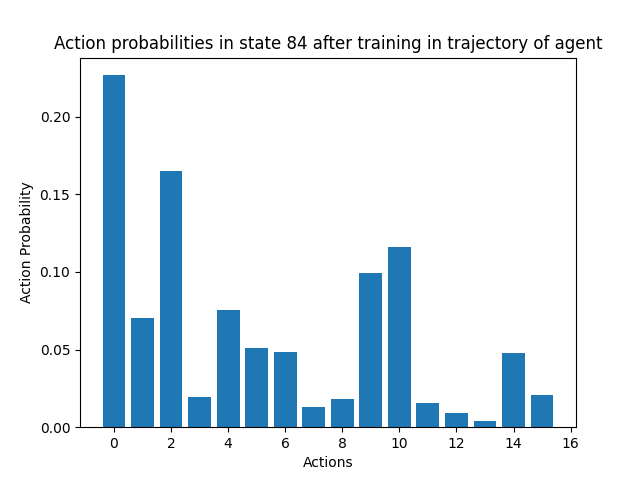 Action probabilities in state 84 after training in trajectory of agent
0.20
0.15
0.10
0.05
0.00
Action Probability
0 2 4 6 8 10 12 14 16
Actions